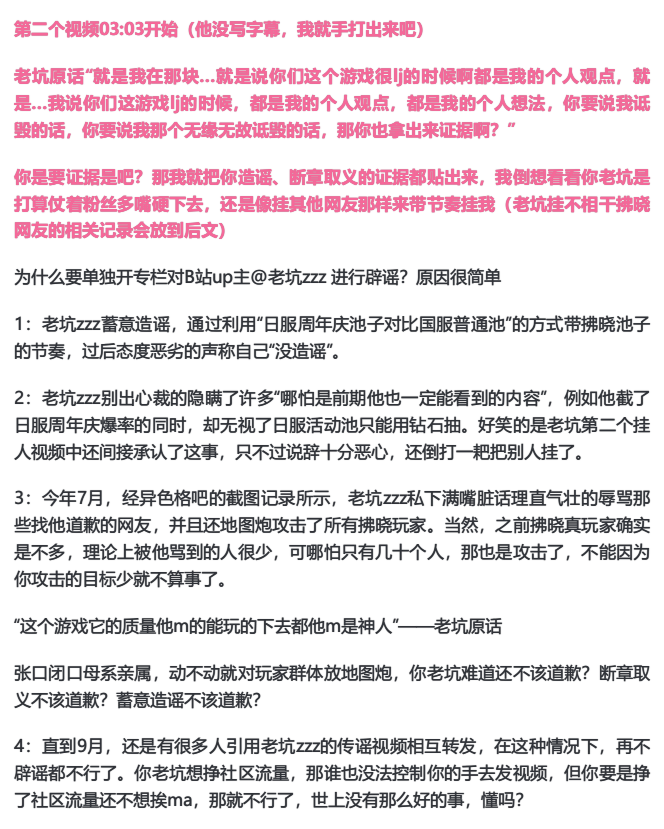 第二个视频03:03开始（他没写字幕，我就手打出来吧）
老坑原话“就是我在那块...就是说你们这个游戏很lj的时候啊都是我的个人观点，就
是...我说你们这游戏lj的时候，都是我的个人观点，都是我的个人想法，你要说我诋
毁的话，你要说我那个无缘无故诋毁的话，那你也拿出来证据啊？”
你是要证据是吧？那我就把你造谣、断章取义的证据都贴出来，我倒想看看你老坑是
打算仗着粉丝多嘴硬下去，还是像挂其他网友那样来带节奏挂我（老坑挂不相干拂晓
网友的相关记录会放到后文）
为什么要单独开专栏对B站up主@老坑zzz 进行辟谣？原因很简单
1：老坑zzz蓄意造谣，通过利用“日服周年庆池子对比国服普通池”的方式带拂晓池子
的节奏，过后态度恶劣的声称自己“没造谣”。
2：老坑zzz别出心裁的隐瞒了许多“哪怕是前期他也一定能看到的内容”，例如他截了
日服周年庆爆率的同时，却无视了日服活动池只能用钻石抽。好笑的是老坑第二个挂
人视频中还间接承认了这事，只不过说辞十分恶心，还倒打一耙把别人挂了。
3：今年7月，经异色格吧的截图记录所示，老坑zzz私下满嘴脏话理直气壮的辱骂那
些找他道歉的网友，并且还地图炮攻击了所有拂晓玩家。当然，之前拂晓真玩家确实
是不多，理论上被他骂到的人很少，可哪怕只有几十个人，那也是攻击了，不能因为
你攻击的目标少就不算事了。
“这个游戏它的质量他m的能玩的下去都他m是神人”——老坑原话
张口闭口母系亲属，动不动就对玩家群体放地图炮，你老坑难道还不该道歉？断章取
义不该道歉？蓄意造谣不该道歉？
4：直到9月，还是有很多人引用老坑zzz的传谣视频相互转发，在这种情况下，再不
辟谣都不行了。你老坑想挣社区流量，那谁也没法控制你的手去发视频，但你要是挣
了社区流量还不想挨ma，那就不行了，世上没有那么好的事，懂吗？